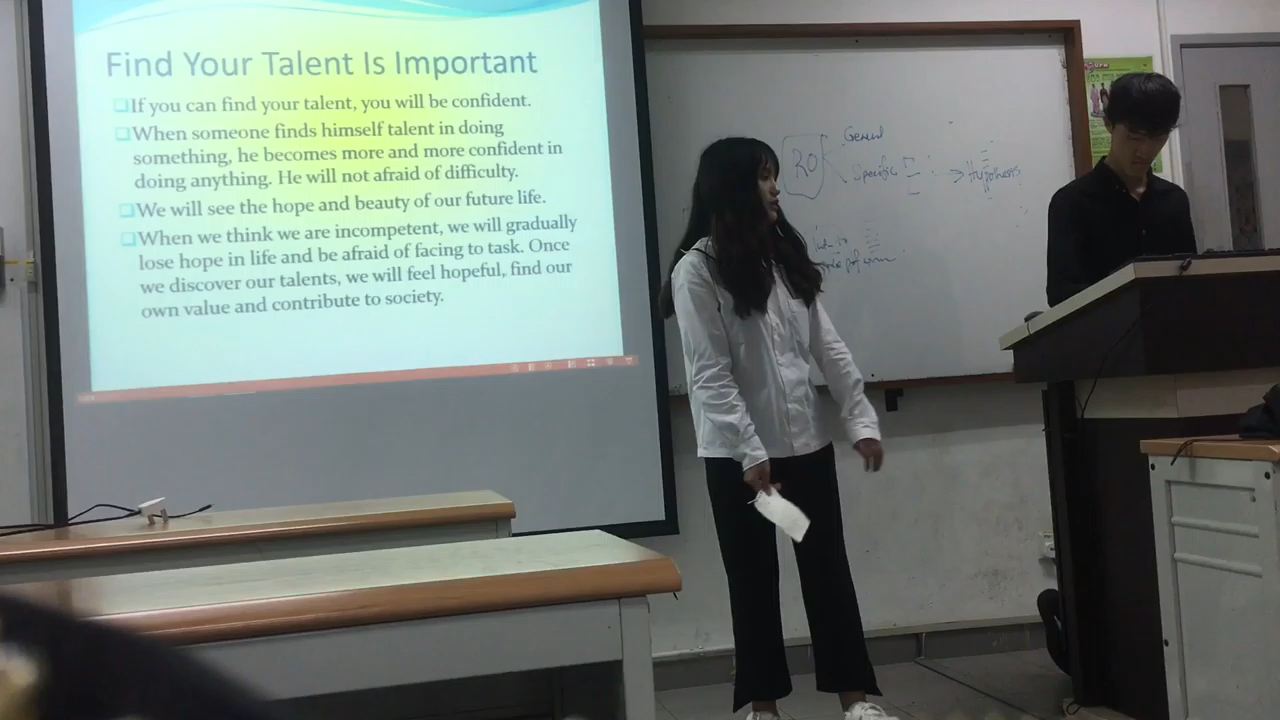 Find Your Talent Is Important
If you can find your talent, you will be confident.
When someone finds himself talent in doing
something, he becomes more and more confident in
doing anything. He will not afraid of difficulty.
We will see the hope and beauty of our future life.
When we think we are incompetent, we will gradually
lose hope in life and be afraid of facing to task. Once
we discover our talents, we will feel hopeful, find our
own value and contribute to society.
RO
Specific